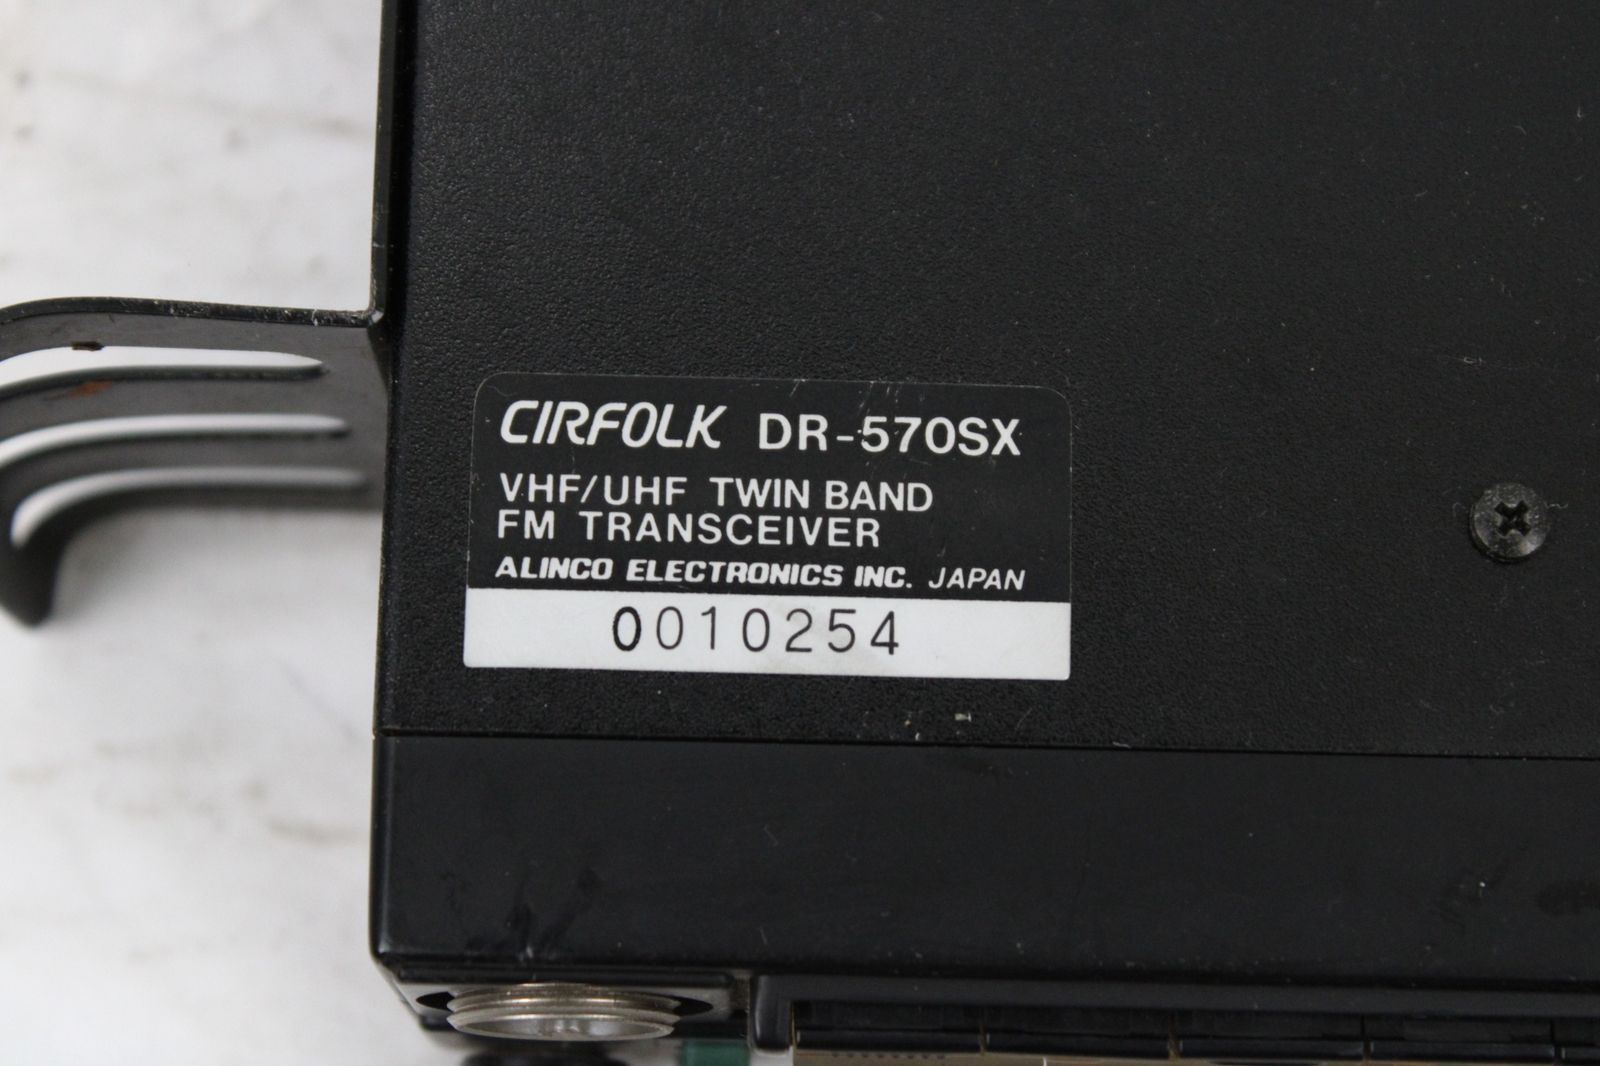 CIRFOLK DR-570SX
VHF/UHF TWIN BAND
FM TRANSCEIVER
ALINCO ELECTRONICS INC. JAPAN
0010254